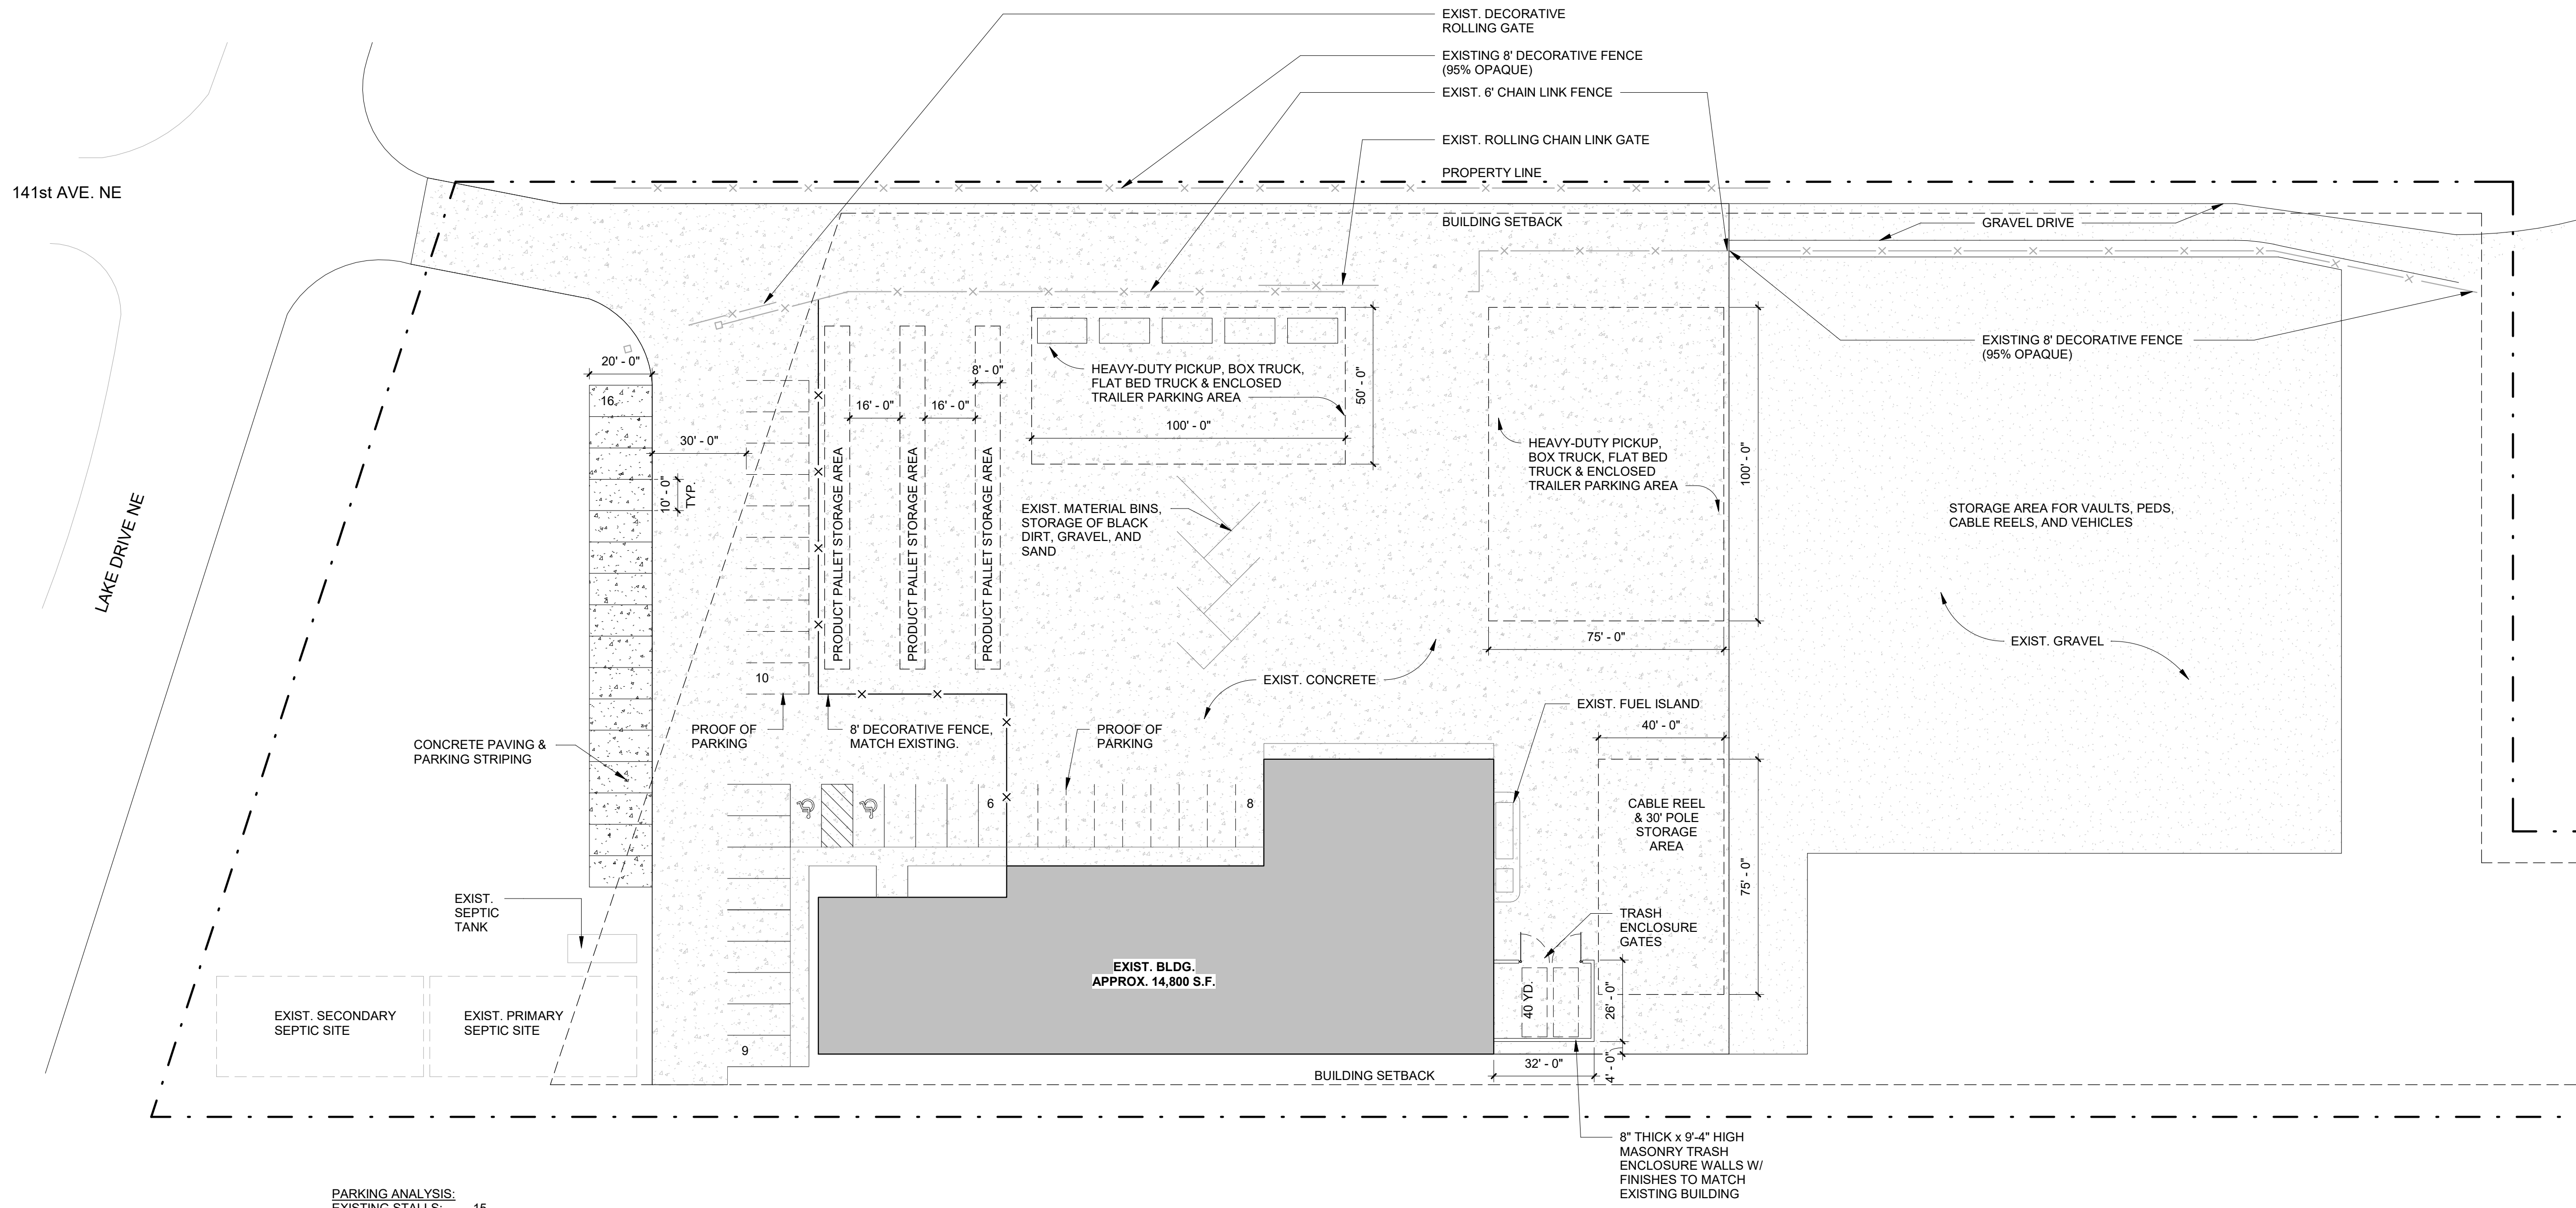 EXIST. DECORATIVE
ROLLING GATE
EXISTING 8' DECORATIVE FENCE
(95% OPAQUE)
EXIST. 6' CHAIN LINK FENCE
EXIST. ROLLING CHAIN LINK GATE
PROPERTY LINE
141st AVE. NE
BUILDING SETBACK
GRAVEL DRIVE
EXISTING 8' DECORATIVE FENCE
(95% OPAQUE)
LAKE DRIVE NE
20' - 0"
16
30' - 0"
10' - 0"
TYP.
10
PRODUCT PALLET STORAGE AREA
PRODUCT PALLET STORAGE AREA
PRODUCT PALLET STORAGE AREA
16' - 0"
16' - 0"
8' - 0"
HEAVY-DUTY PICKUP, BOX TRUCK,
FLAT BED TRUCK & ENCLOSED
TRAILER PARKING AREA
100' - 0"
50' - 0"
HEAVY-DUTY PICKUP,
BOX TRUCK, FLAT BED
TRUCK & ENCLOSED
TRAILER PARKING AREA
100' - 0"
75' - 0"
EXIST. MATERIAL BINS,
STORAGE OF BLACK
DIRT, GRAVEL, AND
SAND
STORAGE AREA FOR VAULTS, PEDS,
CABLE REELS, AND VEHICLES
EXIST. GRAVEL
EXIST. CONCRETE
EXIST. FUEL ISLAND
40' - 0"
CONCRETE PAVING &
PARKING STRIPING
PROOF OF
PARKING
8' DECORATIVE FENCE,
MATCH EXISTING.
PROOF OF
PARKING
6
8
CABLE REEL
& 30' POLE
STORAGE
AREA
75' - 0"
EXIST.
SEPTIC
TANK
TRASH
ENCLOSURE
GATES
EXIST. BLDG.
APPROX. 14,800 S.F.
EXIST. SECONDARY
SEPTIC SITE
EXIST. PRIMARY
SEPTIC SITE
9
40 YD.
26' - 0"
32' - 0"
4' - 0"
BUILDING SETBACK
8" THICK x 9'-4" HIGH
MASONRY TRASH
ENCLOSURE WALLS W/
FINISHES TO MATCH
EXISTING BUILDING
PARKING ANALYSIS:
EXISTING STALLS: 15